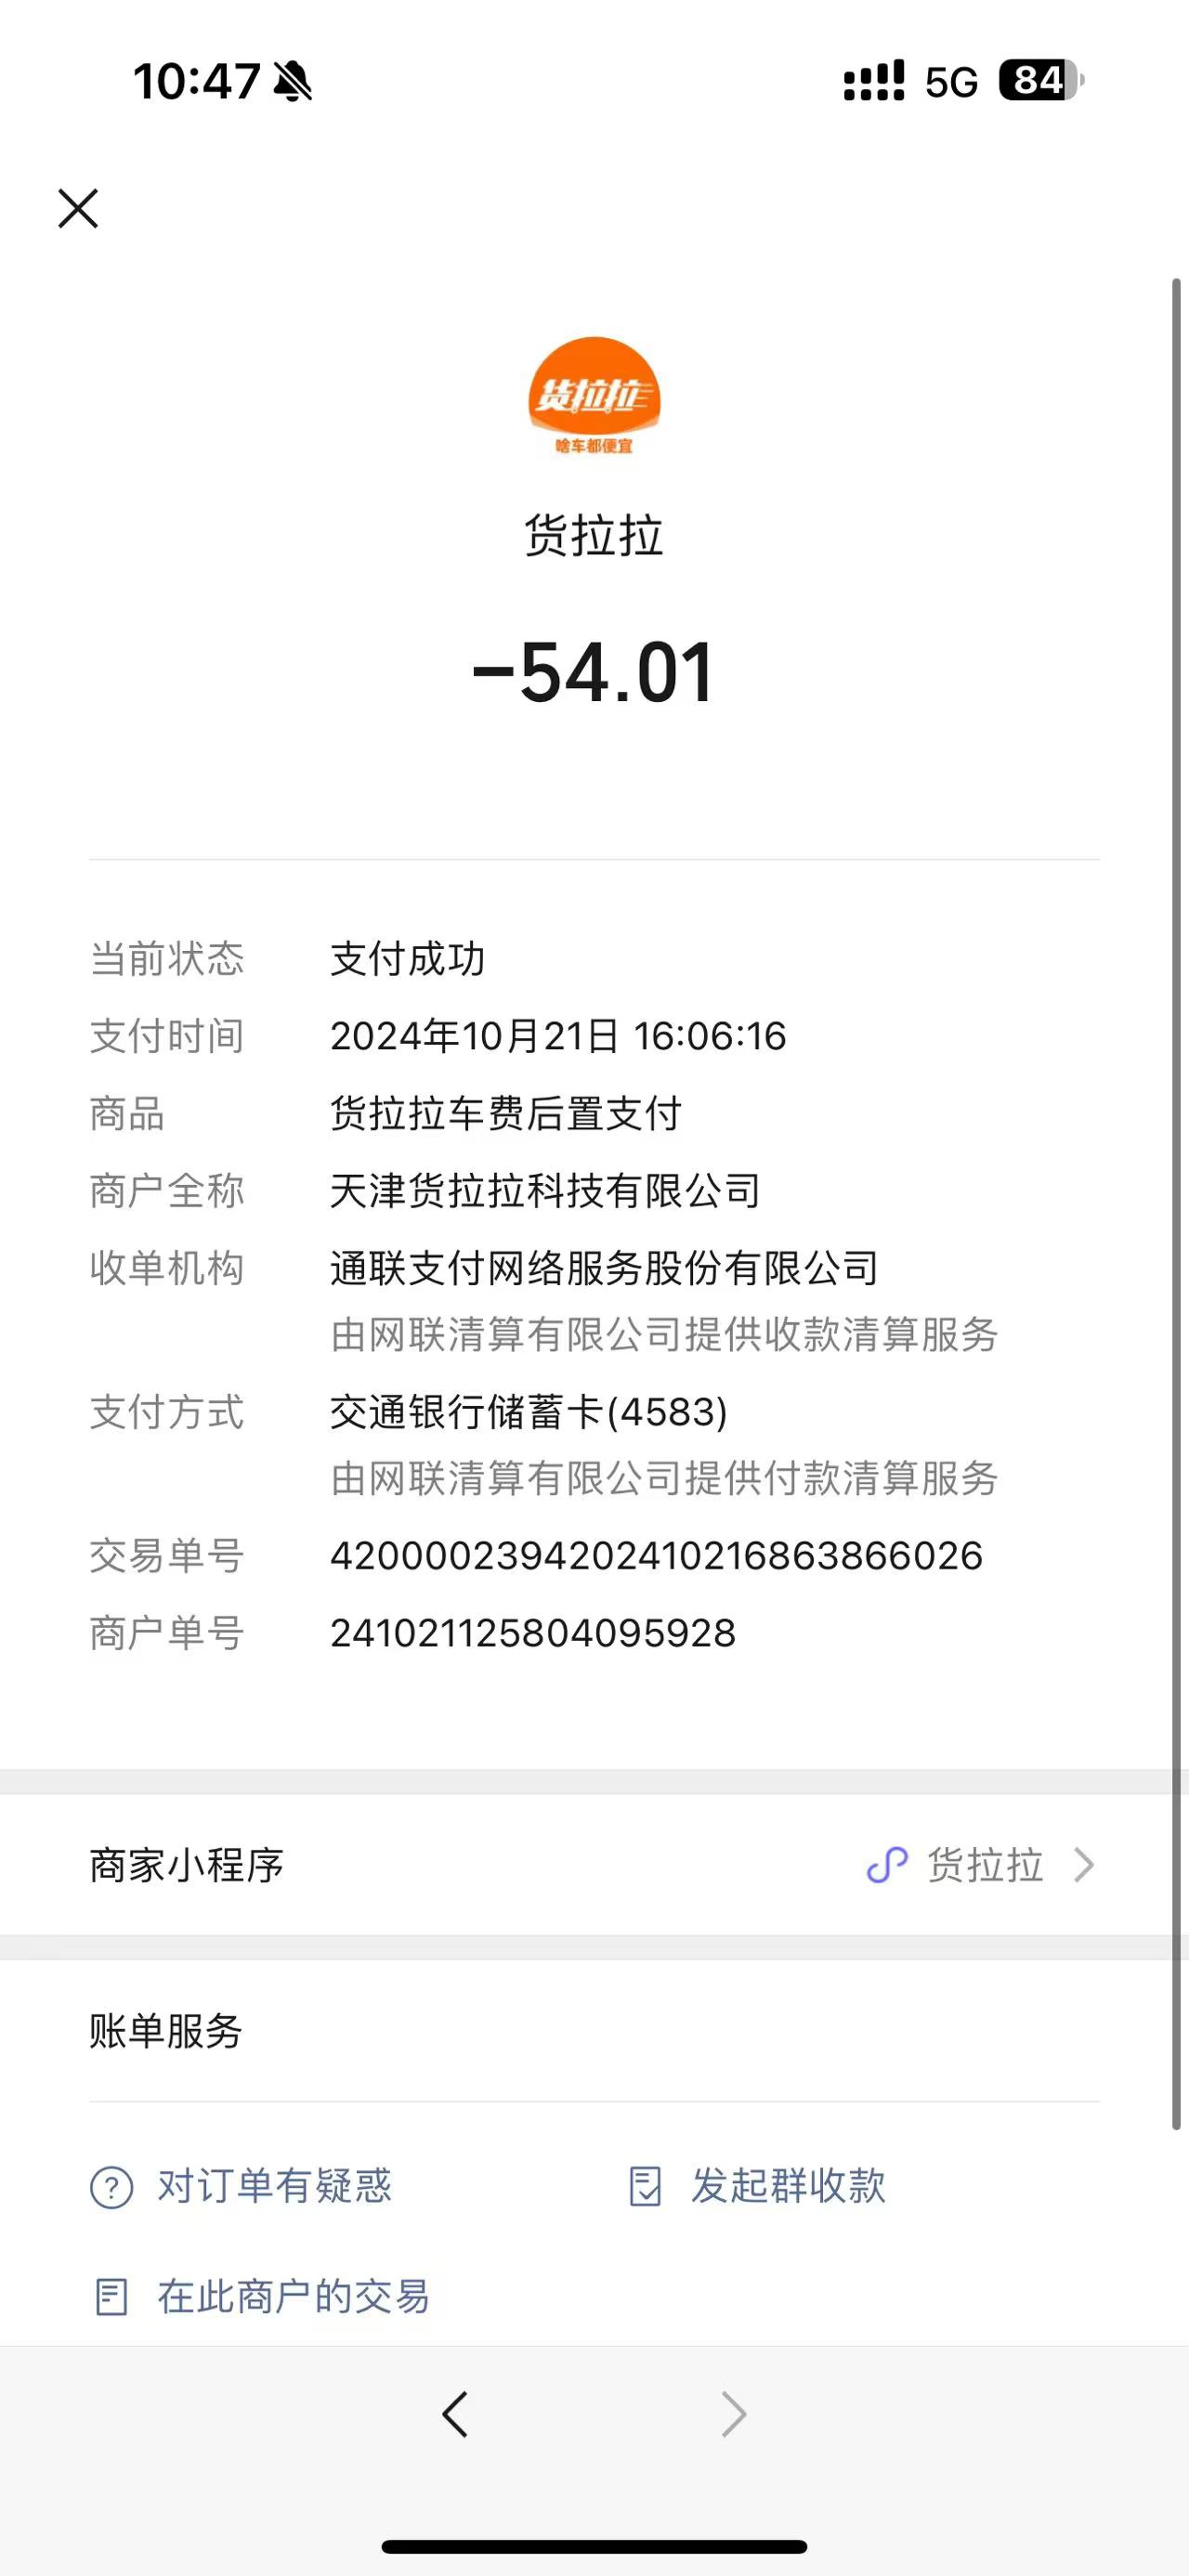 10:47
5G 84
货拉拉
啥车都便宜
货拉拉
-54.01
当前状态 支付成功
支付时间 2024年10月21日 16:06:16
商品 货拉拉车费后置支付
商户全称 天津货拉拉科技有限公司
收单机构 通联支付网络服务股份有限公司
由网联清算有限公司提供收款清算服务
支付方式 交通银行储蓄卡(4583)
由网联清算有限公司提供付款清算服务
交易单号 4200002394202410216863866026
商户单号 241021125804095928
商家小程序 货拉拉
账单服务
对订单有疑惑 发起群收款
在此商户的交易